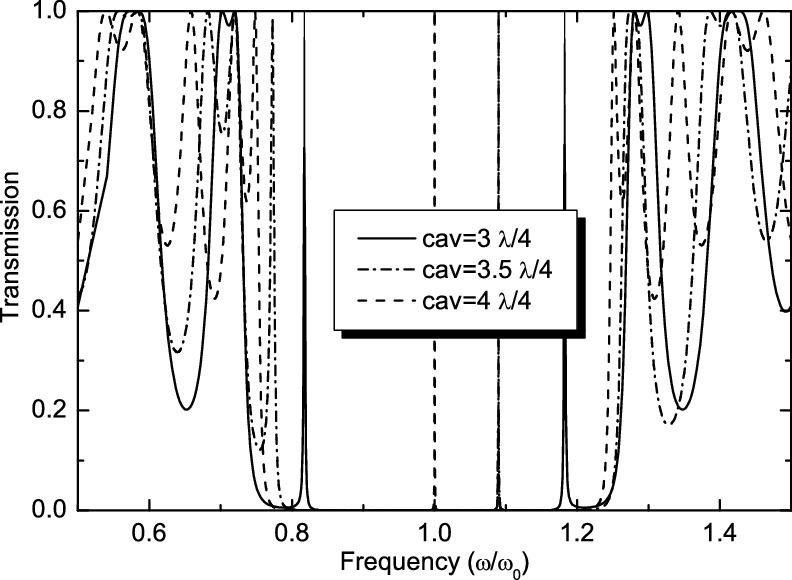 1.0
0.8
0.6
0.4
0.2
0.0
Transmission
cav=3 λ/4
cav=3.5 λ/4
cav=4 λ/4
0.6 0.8 1.0 1.2 1.4
Frequency (ω/ω₀)